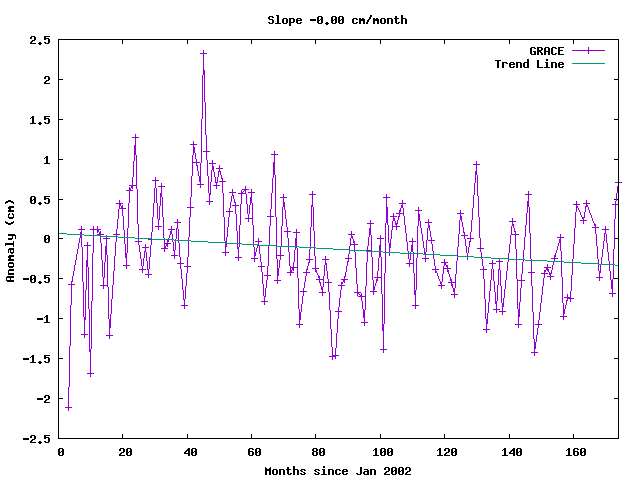 Slope -0.00 cm/month
GRACE
Trend Line
2.5
2
1.5
1
0.5
0
-0.5
-1
-1.5
-2
-2.5
Anomaly (cm)
0 20 40 60 80 100 120 140 160
Months since Jan 2002